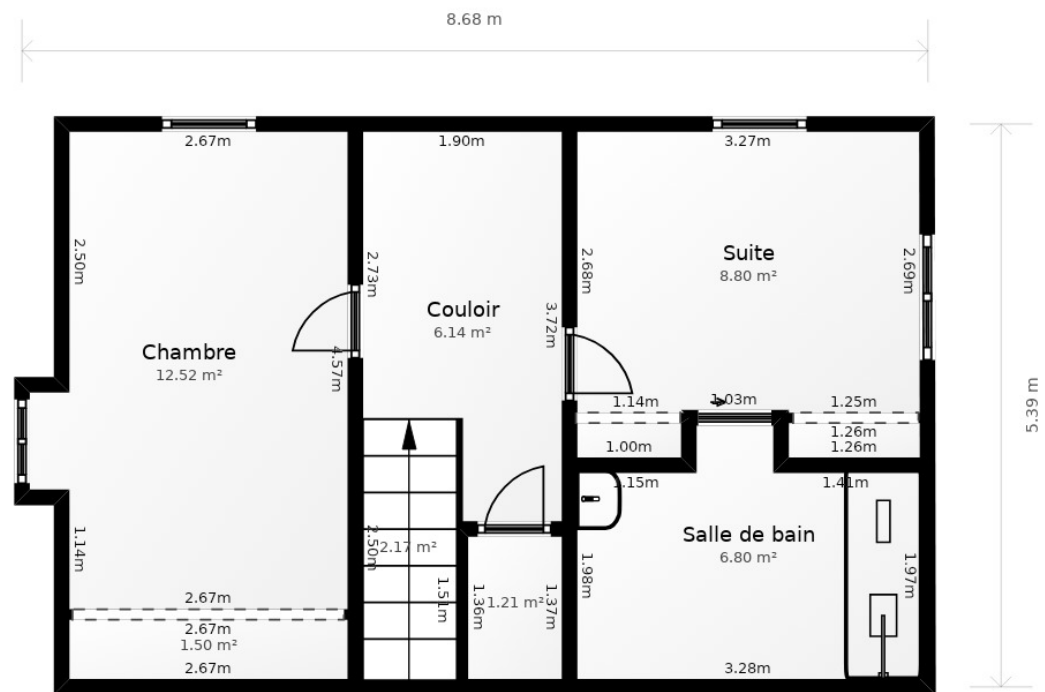 8.68 m
2.67m
1.90m
3.27m
2.50m
2.73m
2.68m
2.69m
Suite
8.80 m²
Couloir
6.14 m²
3.72m
Chambre
12.52 m²
4.57m
5.39 m
1.14m
1.03m
1.25m
1.26m
1.00m
1.26m
1.15m
1.41m
Salle de bain
6.80 m²
1.14m
2.50m
2.17 m²
1.51m
1.36m
1.21 m²
1.37m
1.98m
1.97m
2.67m
2.67m
1.50 m²
2.67m
3.28m